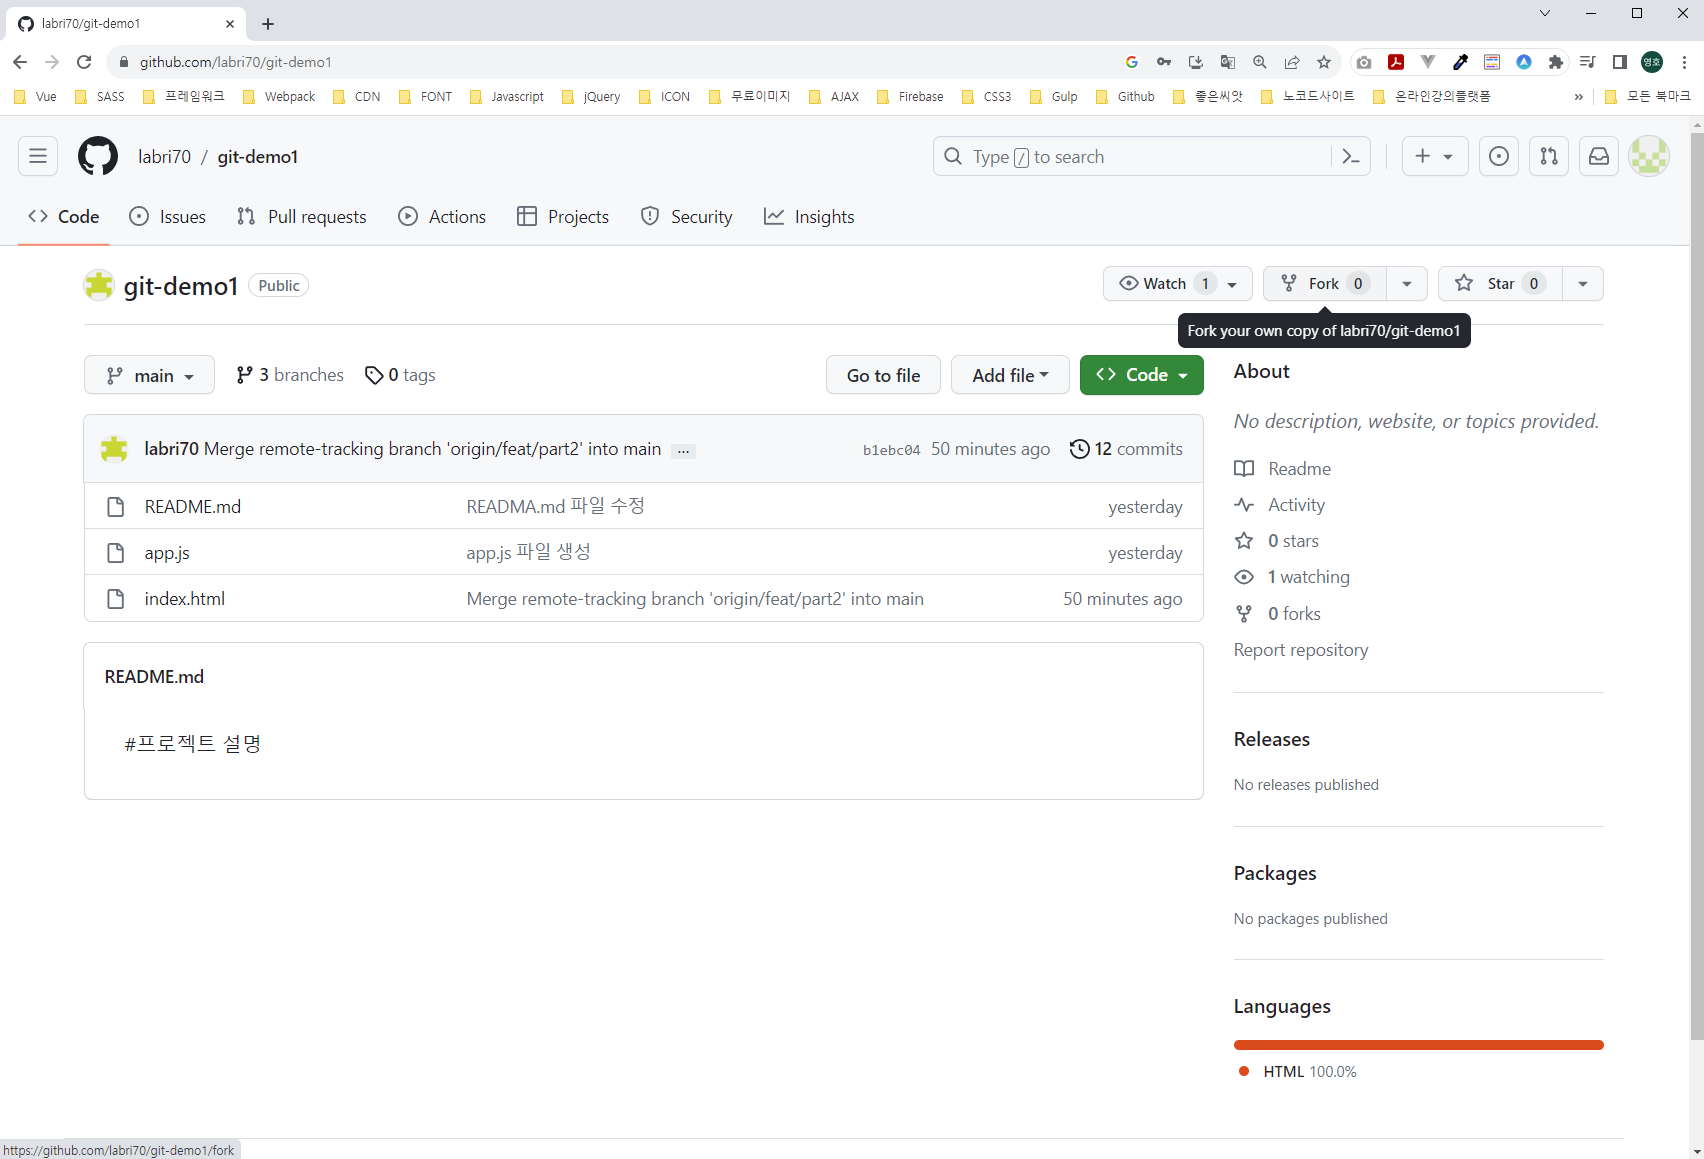 labri70/git-demo1
github.com/labri70/git-demo1
Vue SASS 프레임워크 Webpack CDN FONT Javascript jQuery ICON 무료이미지 AJAX Firebase CSS3 Gulp Github 좋은씨앗 노코드사이트 온라인강의플랫폼 » 모든 북마크
영호
labri70 / git-demo1
Type / to search
Code Issues Pull requests Actions Projects Security Insights
git-demo1 Public
Watch 1 Fork 0 Star 0
Fork your own copy of labri70/git-demo1
main 3 branches 0 tags
Go to file Add file Code
labri70 Merge remote-tracking branch 'origin/feat/part2' into main ... b1ebc04 50 minutes ago 12 commits
README.md READMA.md 파일 수정 yesterday
app.js app.js 파일 생성 yesterday
index.html Merge remote-tracking branch 'origin/feat/part2' into main 50 minutes ago
README.md
#프로젝트 설명
About
No description, website, or topics provided.
Readme
Activity
0 stars
1 watching
0 forks
Report repository
Releases
No releases published
Packages
No packages published
Languages
HTML 100.0%
https://github.com/labri70/git-demo1/fork